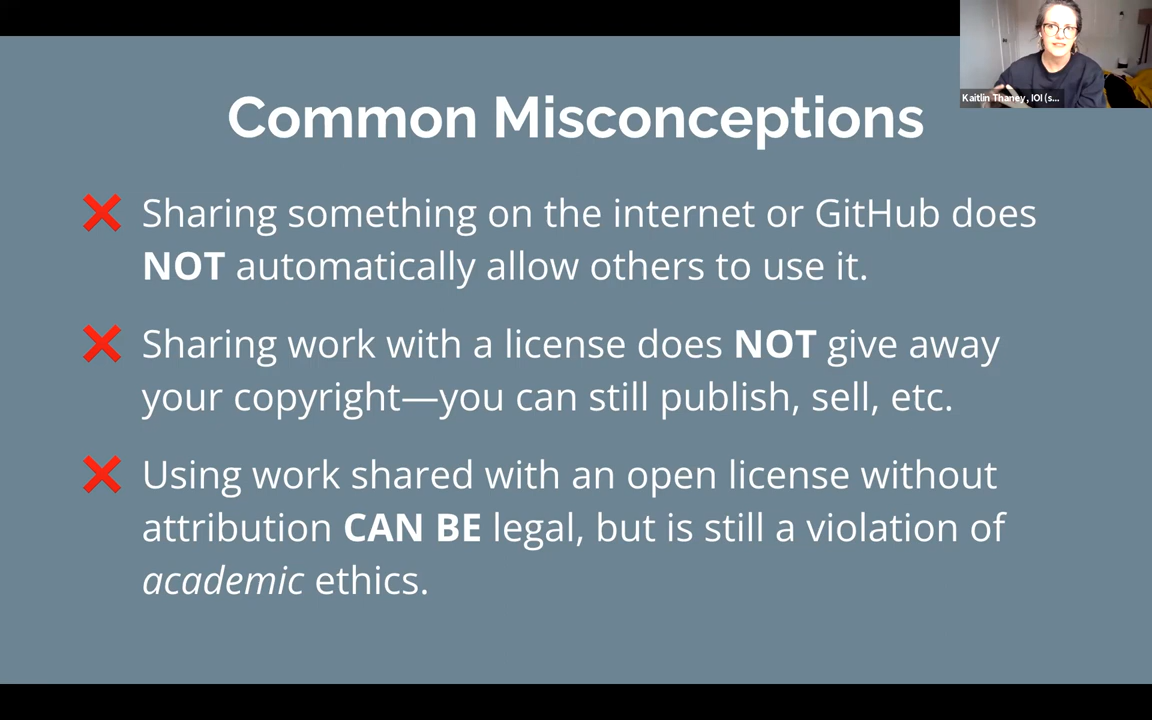 Common Misconceptions
Sharing something on the internet or GitHub does
NOT automatically allow others to use it.
Sharing work with a license does NOT give away
your copyright—you can still publish, sell, etc.
Using work shared with an open license without
attribution CAN BE legal, but is still a violation of
academic ethics.
Kaitlin Thaney, IOI (s...